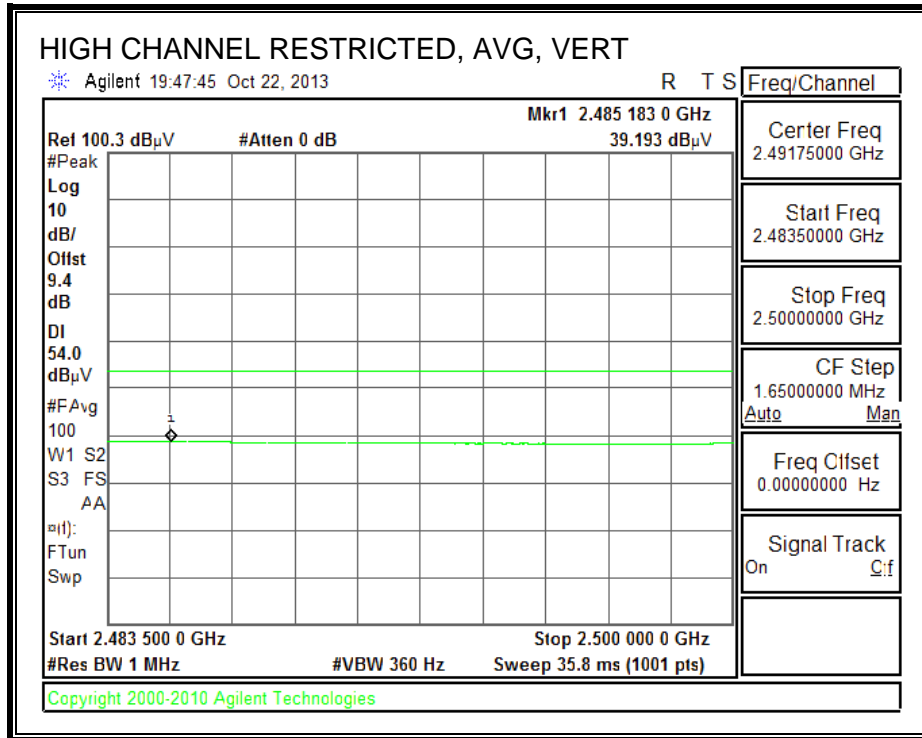 HIGH CHANNEL RESTRICTED, AVG, VERT
Agilent 19:47:45 Oct 22, 2013 R T S
Freq/Channel
Mkr1 2.485 183 0 GHz
Ref 100.3 dBµV #Atten 0 dB 39.193 dBµV
#Peak
Log
10
dB/
Offst
9.4
dB
DI
54.0
dBµV
#FAvg
100
W1 S2
S3 FS
AA
¤(f):
FTun
Swp
1
Start 2.483 500 0 GHz Stop 2.500 000 0 GHz
#Res BW 1 MHz #VBW 360 Hz Sweep 35.8 ms (1001 pts)
Center Freq
2.49175000 GHz
Start Freq
2.48350000 GHz
Stop Freq
2.50000000 GHz
CF Step
1.65000000 MHz
Auto Man
Freq Offset
0.00000000 Hz
Signal Track
On Off
Copyright 2000-2010 Agilent Technologies